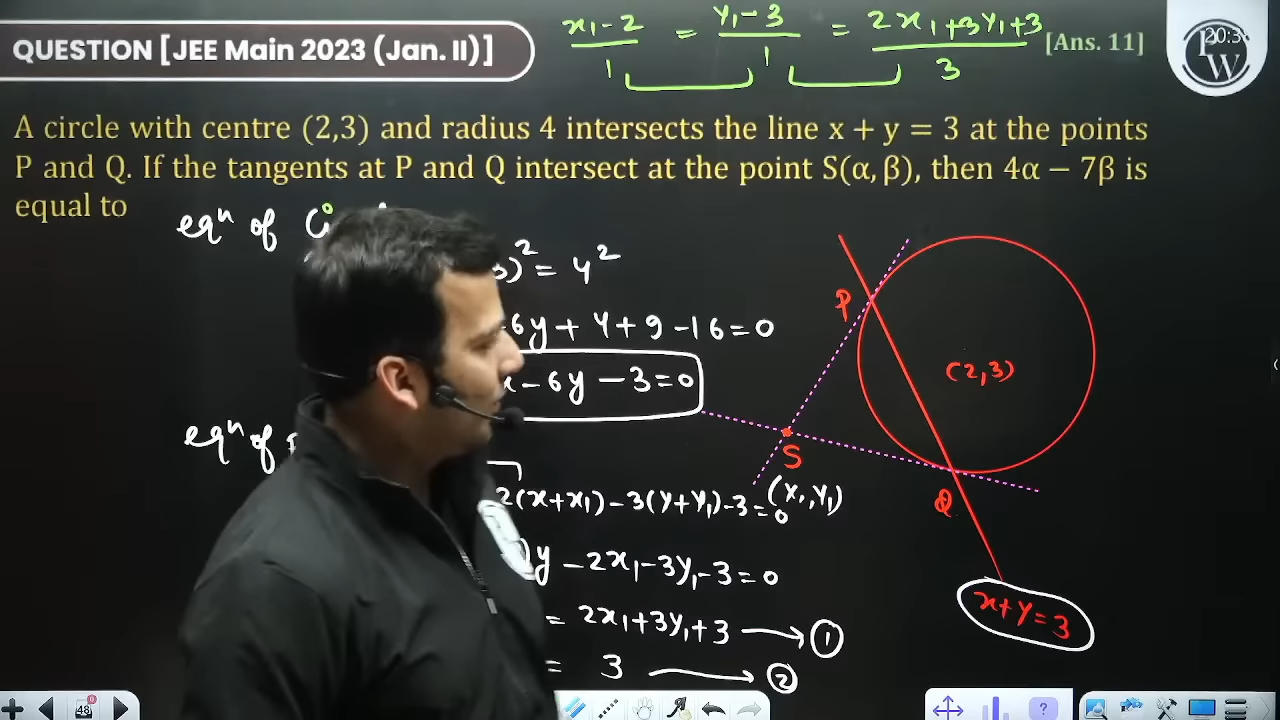 QUESTION [JEE Main 2023 (Jan. II)]
x₁-2/1 = y₁-3/1 = 2x₁+3y₁+3/3
[Ans. 11]
20:3
PW
A circle with centre (2,3) and radius 4 intersects the line x + y = 3 at the points
P and Q. If the tangents at P and Q intersect at the point S(α, β), then 4α − 7β is
equal to
eqⁿ of
)² = 4²
6y + 4 + 9 - 16 = 0
x - 6y - 3 = 0
eqⁿ of
2(x+x₁) - 3(y+y₁) - 3 = 0
y - 2x₁ - 3y₁ - 3 = 0
= 2x₁ + 3y₁ + 3 → ①
= 3 → ②
P
(2,3)
S
(x₁, y₁)
Q
x+y=3
48
?